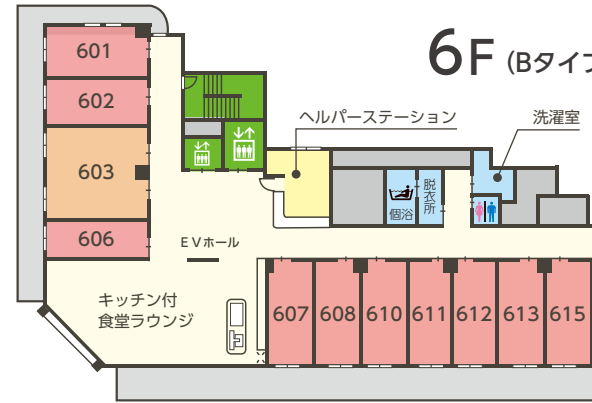 6F (Bタイプ
601
602
603
606
ヘルパーステーション
洗濯室
個浴
脱衣所
EVホール
キッチン付
食堂ラウンジ
607
608
610
611
612
613
615